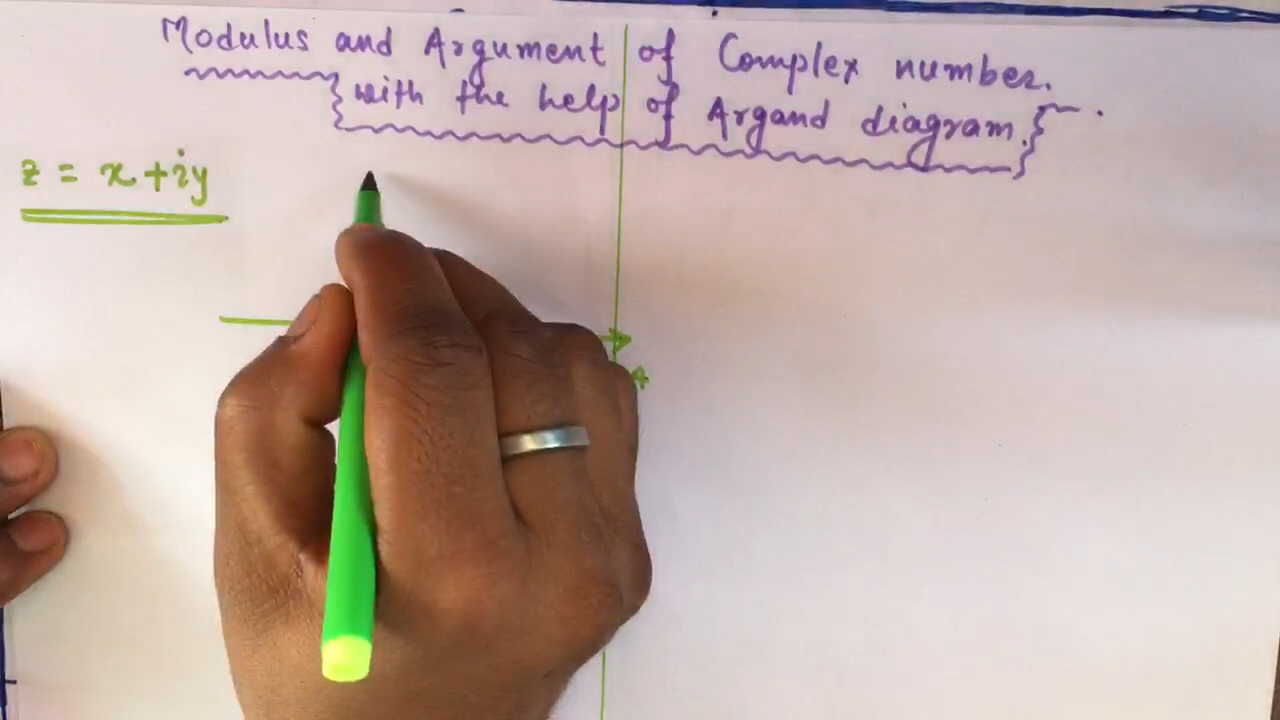 Modulus and Argument of Complex number.
with the help of Argand diagram.
z = x+iy